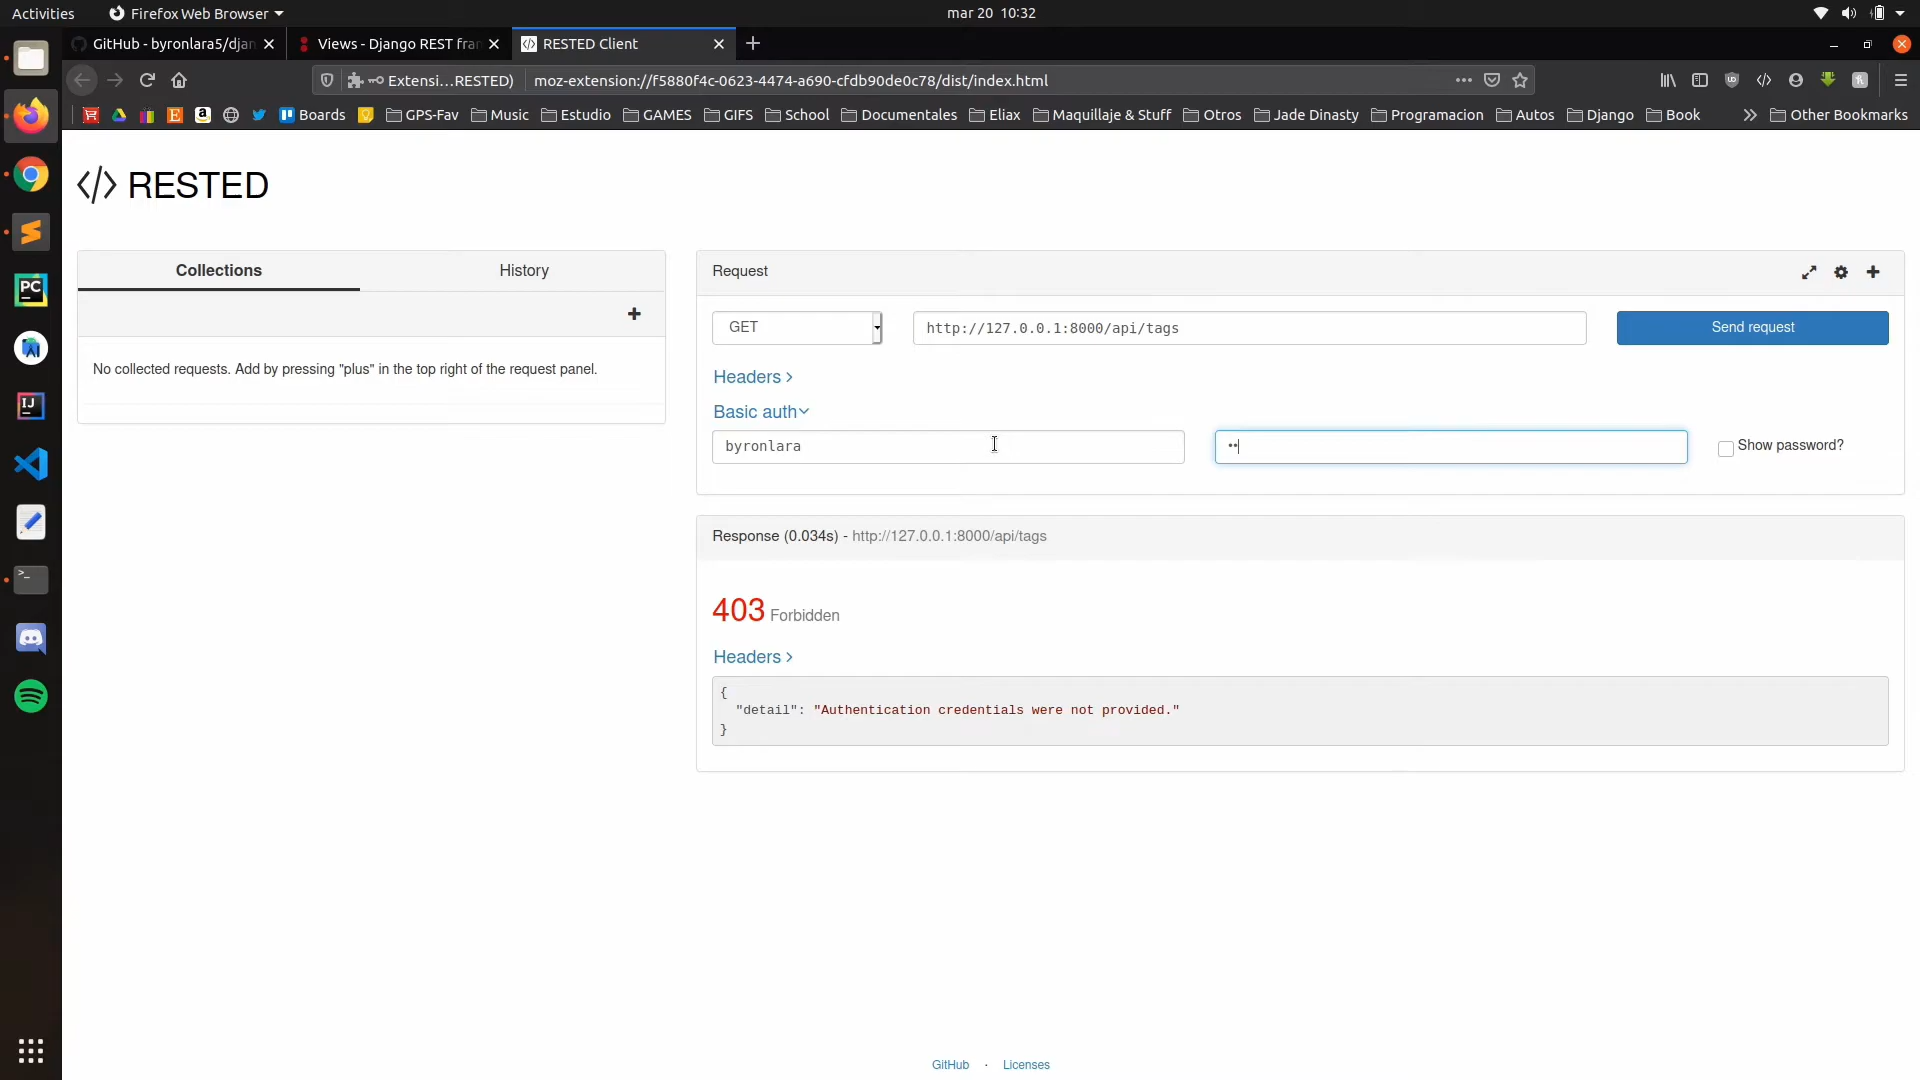 Activities
Firefox Web Browser
mar 20 10:32
GitHub - byronlara5/djan
Views - Django REST fran
RESTED Client
Extensi...RESTED)
moz-extension://f5880f4c-0623-4474-a690-cfdb90de0c78/dist/index.html
Boards
GPS-Fav
Music
Estudio
GAMES
GIFS
School
Documentales
Eliax
Maquillaje & Stuff
Otros
Jade Dinasty
Programacion
Autos
Django
Book
Other Bookmarks
</> RESTED
Collections
History
No collected requests. Add by pressing "plus" in the top right of the request panel.
Request
GET
http://127.0.0.1:8000/api/tags
Send request
Headers >
Basic auth
byronlara
••
Show password?
Response (0.034s) - http://127.0.0.1:8000/api/tags
403 Forbidden
Headers >
{
"detail": "Authentication credentials were not provided."
}
GitHub · Licenses